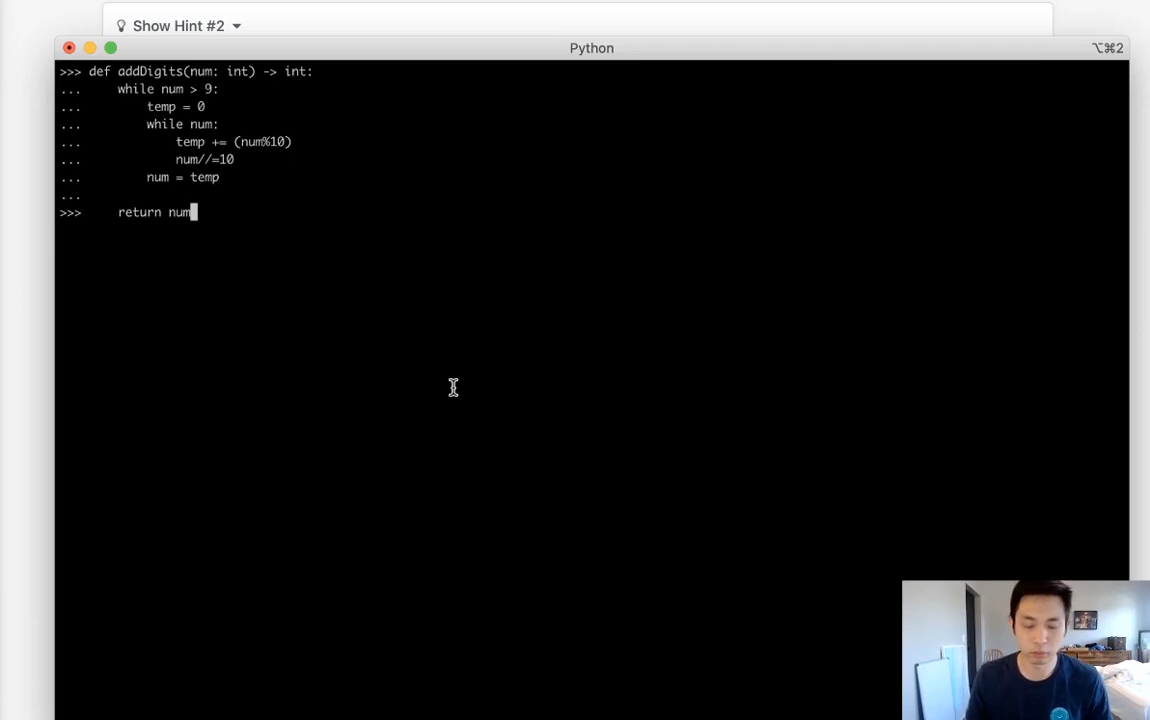 Show Hint #2
Python
⌥⌘2
>>> def addDigits(num: int) -> int:
...     while num > 9:
...         temp = 0
...         while num:
...             temp += (num%10)
...             num//=10
...         num = temp
...
>>>     return num